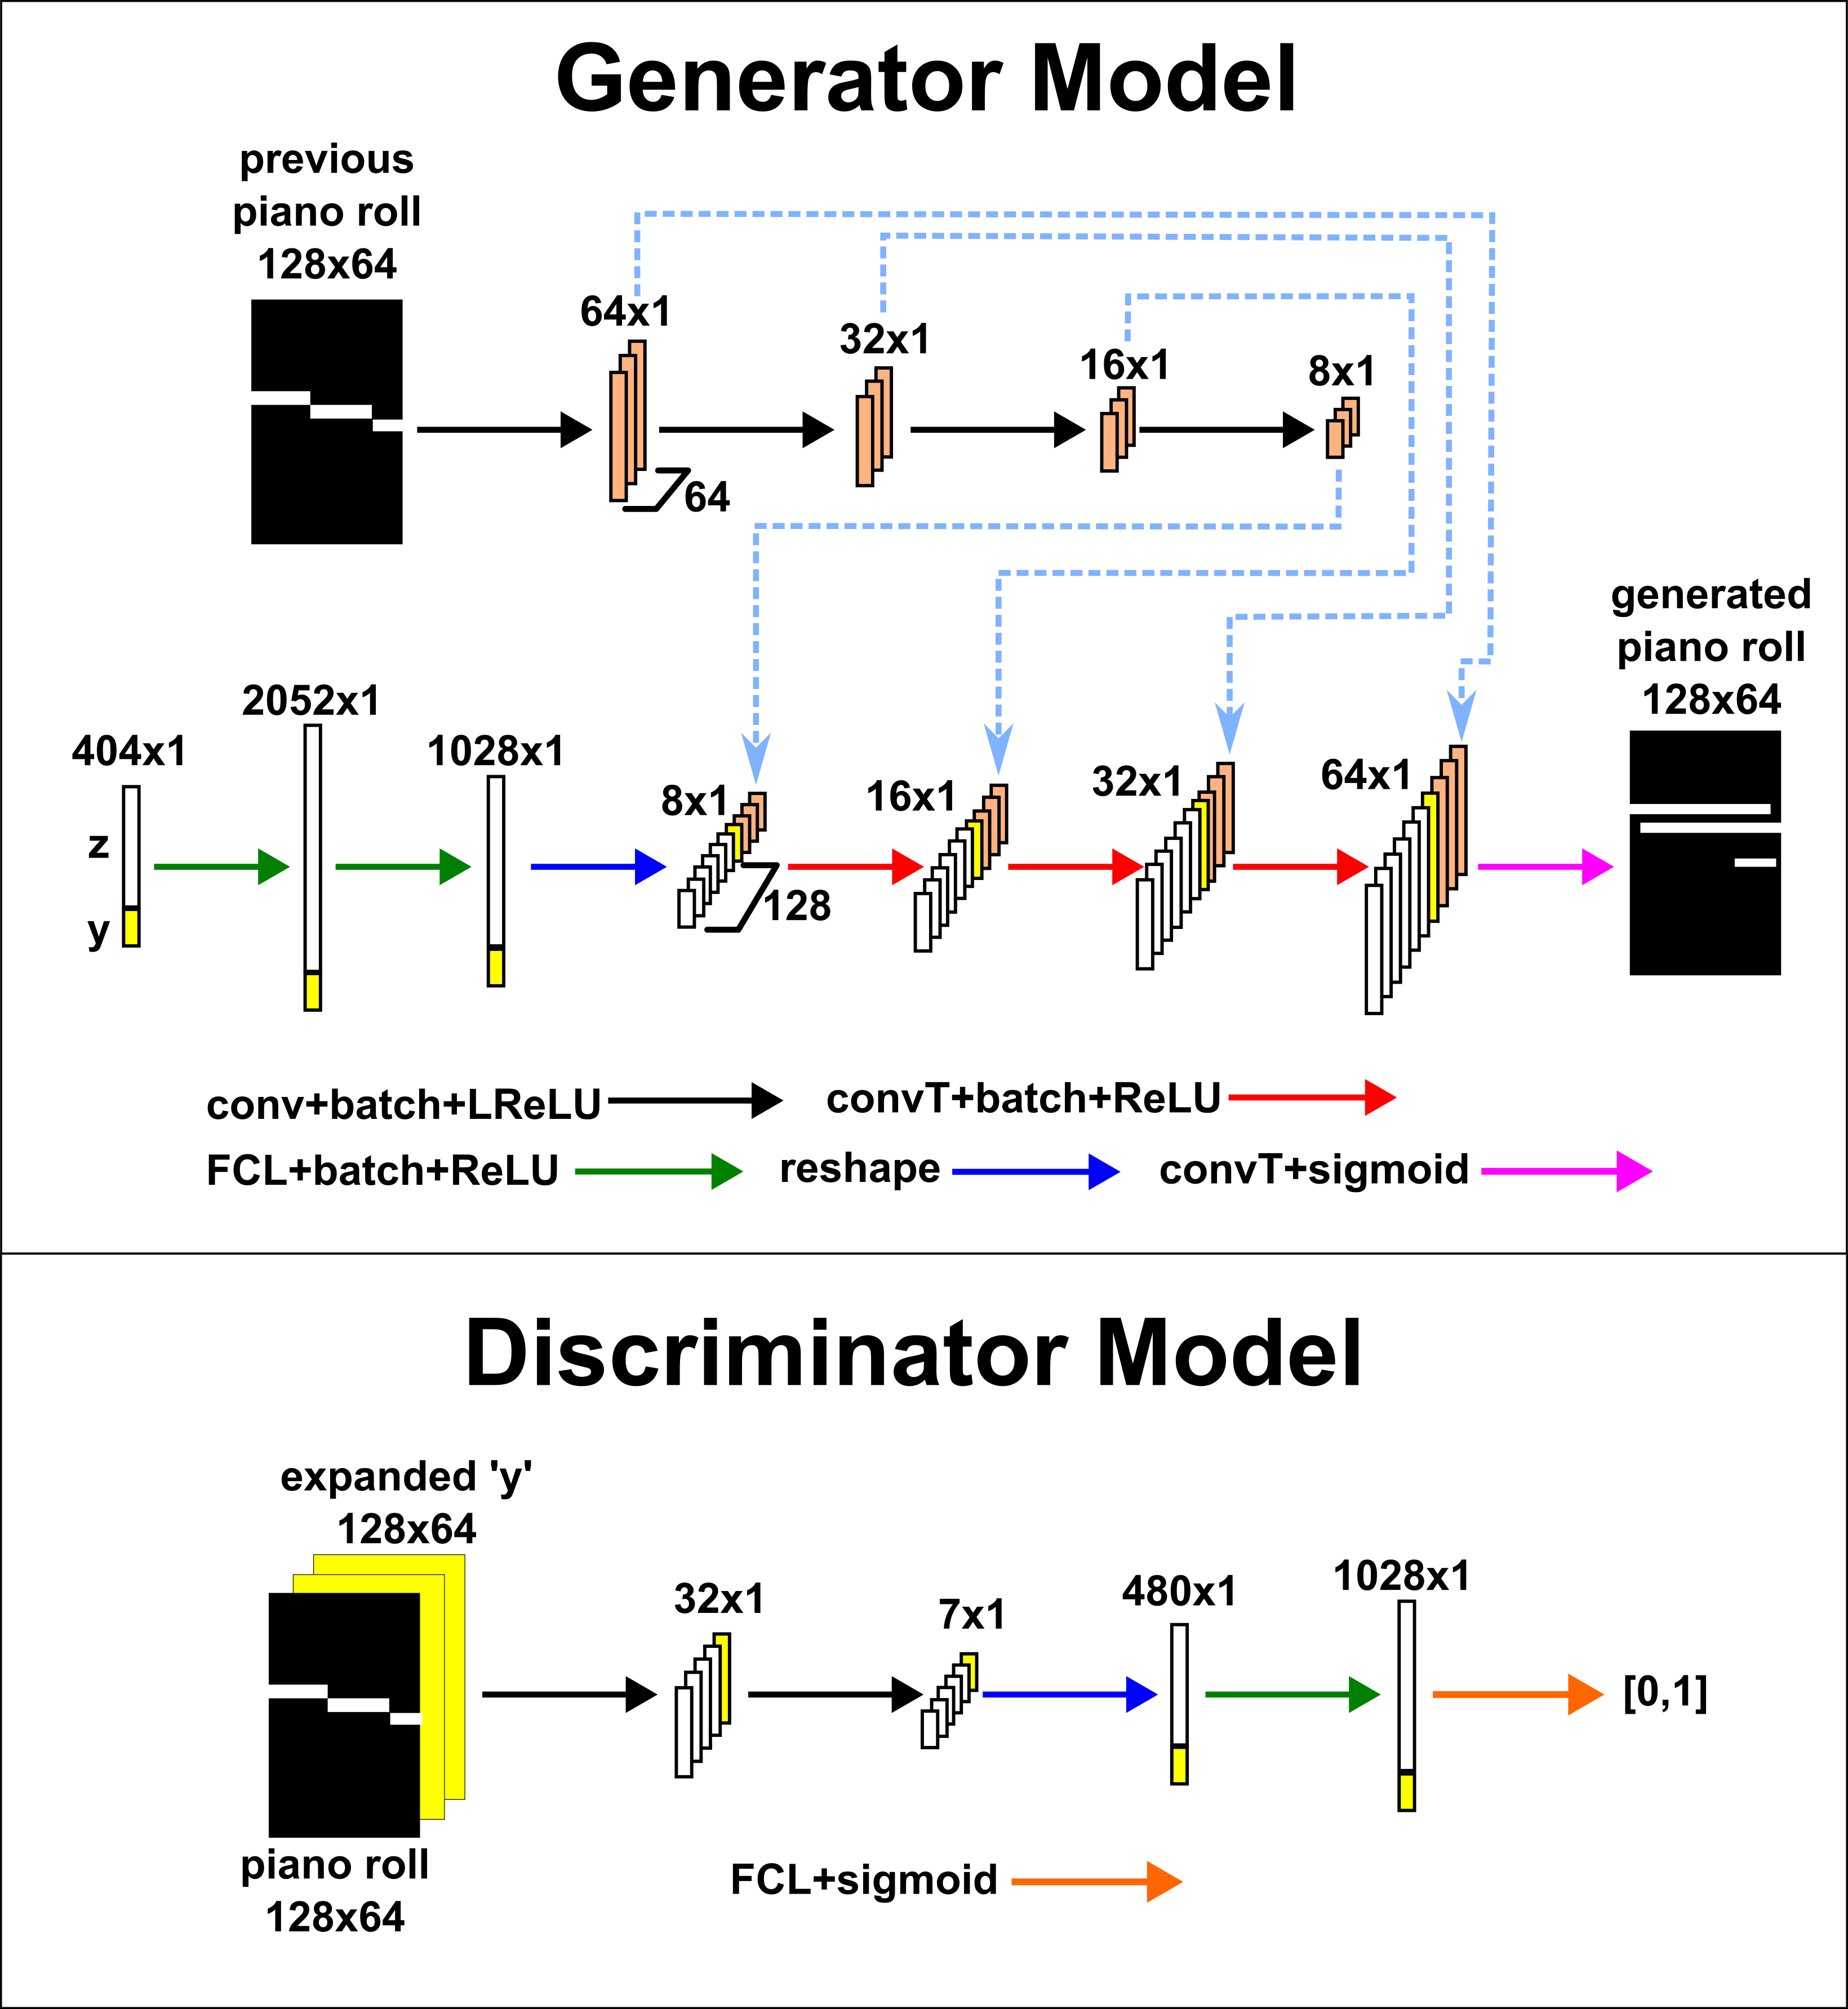 Generator Model
previous
piano roll
128x64
64x1
32x1
16x1
8x1
64
generated
piano roll
128x64
404x1
2052x1
1028x1
8x1
16x1
32x1
64x1
z
y
128
conv+batch+LReLU
convT+batch+ReLU
FCL+batch+ReLU
reshape
convT+sigmoid
Discriminator Model
expanded 'y'
128x64
32x1
7x1
480x1
1028x1
[0,1]
piano roll
128x64
FCL+sigmoid